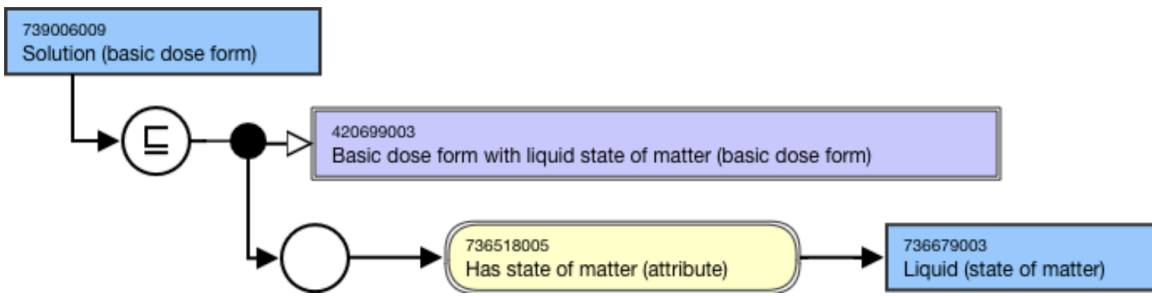 739006009
Solution (basic dose form)
⊑
420699003
Basic dose form with liquid state of matter (basic dose form)
736518005
Has state of matter (attribute)
736679003
Liquid (state of matter)